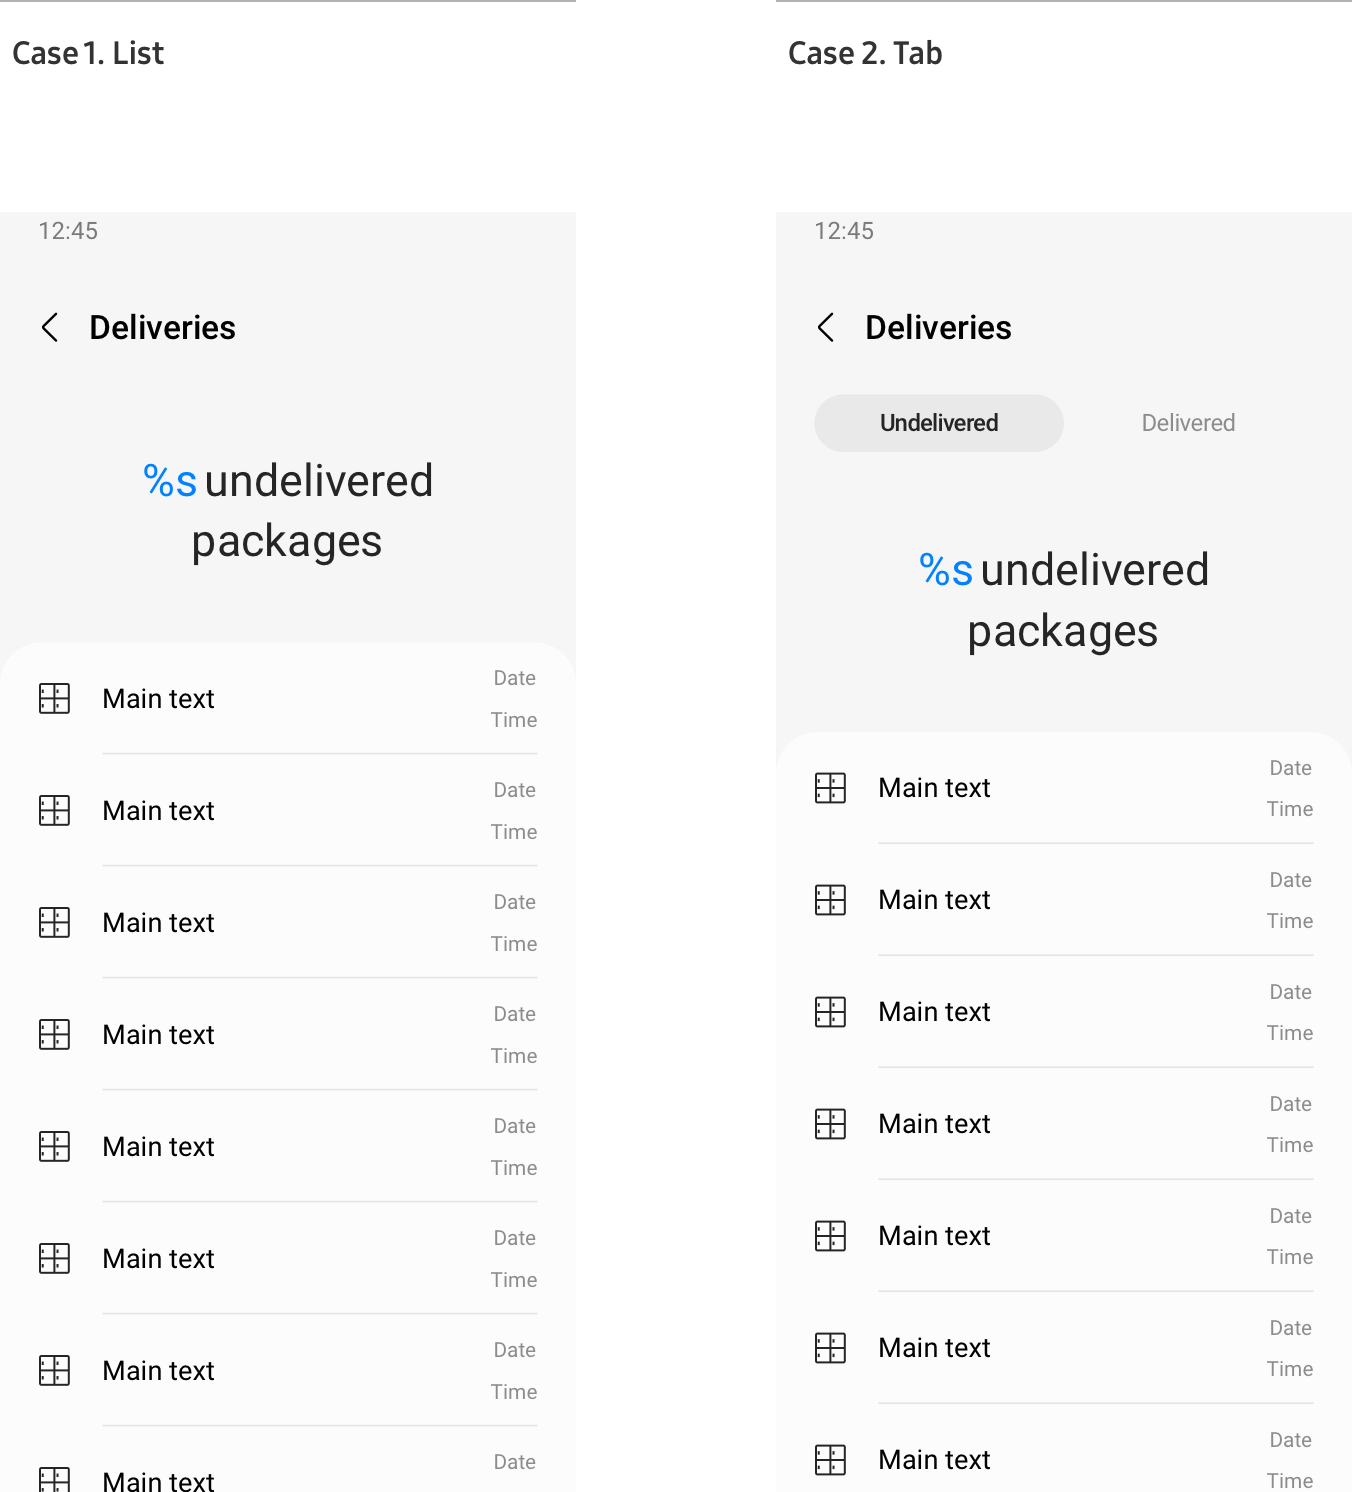 Case 1. List
12:45
Deliveries
%s undelivered
packages
Main text
Date
Time
Main text
Date
Time
Main text
Date
Time
Main text
Date
Time
Main text
Date
Time
Main text
Date
Time
Main text
Date
Time
Main text
Date
Case 2. Tab
12:45
Deliveries
Undelivered
Delivered
%s undelivered
packages
Main text
Date
Time
Main text
Date
Time
Main text
Date
Time
Main text
Date
Time
Main text
Date
Time
Main text
Date
Time
Main text
Date
Time